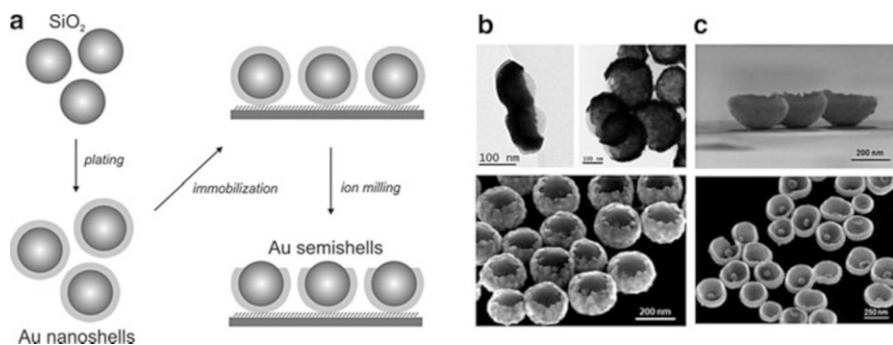 a
SiO₂
plating
immobilization
ion milling
Au semishells
Au nanoshells
b
100 nm
100 nm
200 nm
c
200 nm
250 nm